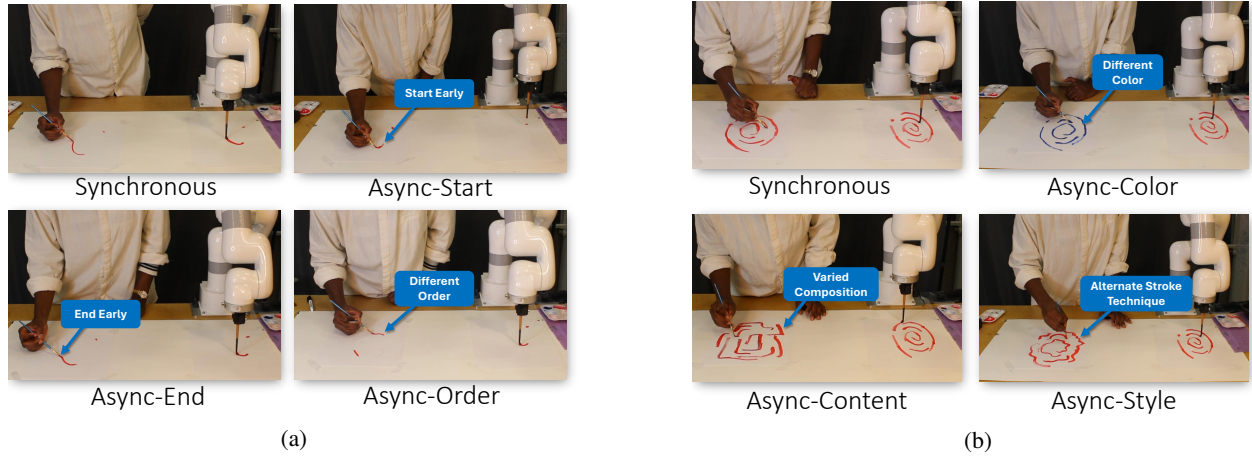 Start Early
Synchronous
Async-Start
End Early
Different
Order
Async-End
Async-Order
(a)
Different
Color
Synchronous
Async-Color
Varied
Composition
Alternate Stroke
Technique
Async-Content
Async-Style
(b)